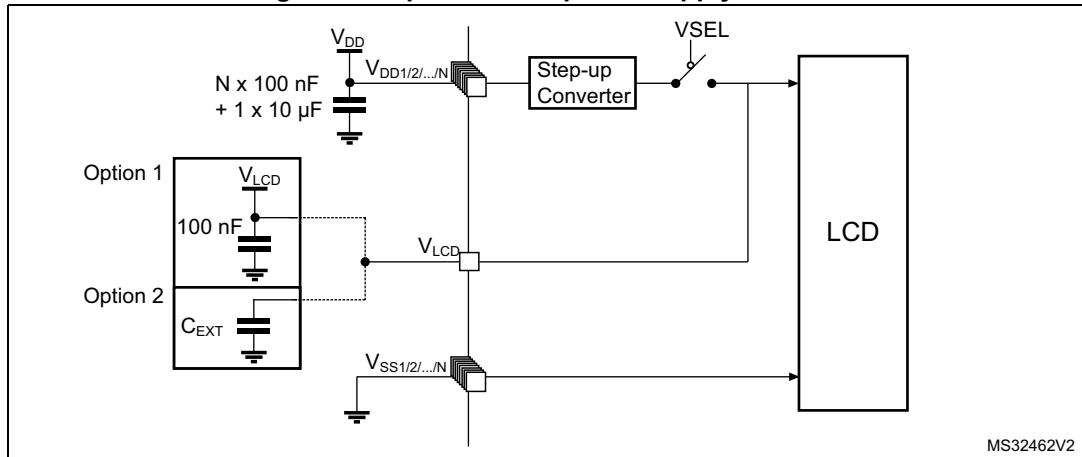 VSEL
VDD
VDD1/2/.../N
N x 100 nF
+ 1 x 10 µF
Step-up
Converter
Option 1
VLCD
100 nF
VLCD
LCD
Option 2
CEXT
VSS1/2/.../N
MS32462V2